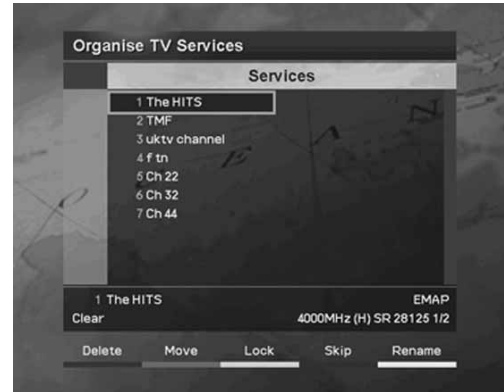 Organise TV Services
Services
1 The HITS
2 TMF
3 uktv channel
4 f tn
5 Ch 22
6 Ch 32
7 Ch 44
1 The HITS EMAP
Clear 4000MHz (H) SR 28125 1/2
Delete Move Lock Skip Rename